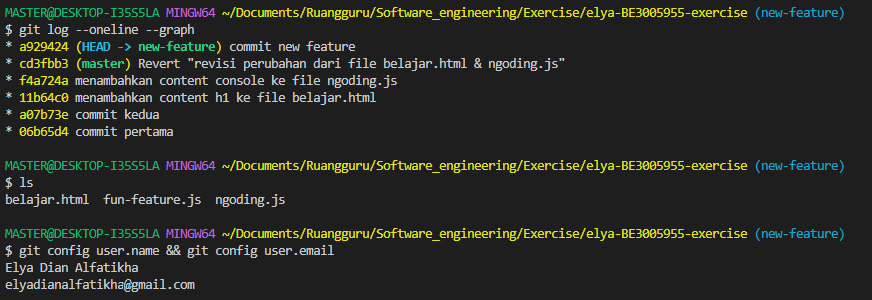 MASTER@DESKTOP-I35S5LA MINGW64 ~/Documents/Ruangguru/Software_engineering/Exercise/elya-BE3005955-exercise (new-feature)
$ git log --oneline --graph
* a929424 (HEAD -> new-feature) commit new feature
* cd3fbb3 (master) Revert "revisi perubahan dari file belajar.html & ngoding.js"
* f4a724a menambahkan content console ke file ngoding.js
* 11b64c0 menambahkan content h1 ke file belajar.html
* a07b73e commit kedua
* 06b65d4 commit pertama
MASTER@DESKTOP-I35S5LA MINGW64 ~/Documents/Ruangguru/Software_engineering/Exercise/elya-BE3005955-exercise (new-feature)
$ ls
belajar.html  fun-feature.js  ngoding.js
MASTER@DESKTOP-I35S5LA MINGW64 ~/Documents/Ruangguru/Software_engineering/Exercise/elya-BE3005955-exercise (new-feature)
$ git config user.name && git config user.email
Elya Dian Alfatikha
elyadianalfatikha@gmail.com